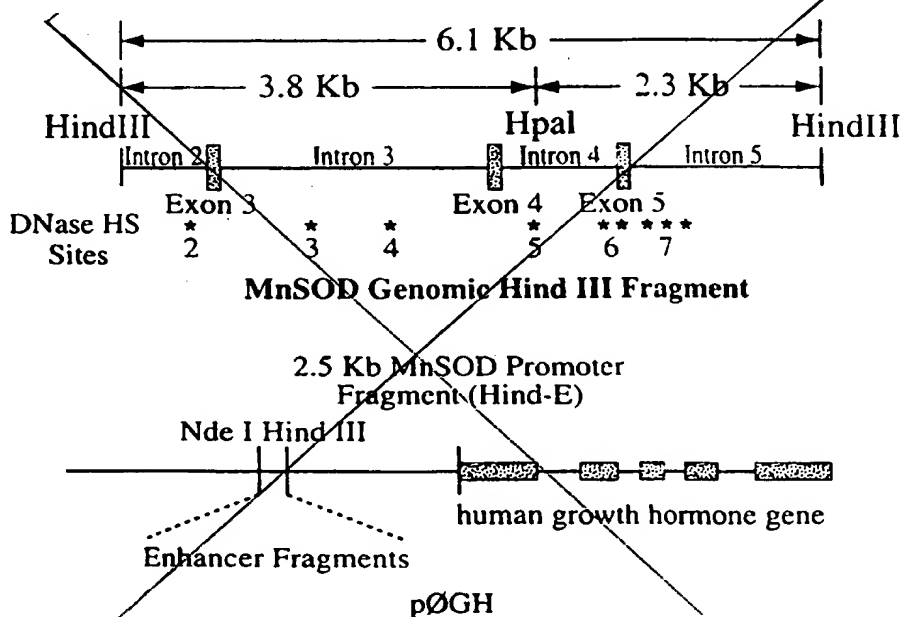 6.1 Kb
3.8 Kb 2.3 Kb
HindIII HpaI HindIII
Intron 2 Intron 3 Intron 4 Intron 5
Exon 3 Exon 4 Exon 5
DNase HS Sites * * * * ** ***
2 3 4 5 6 7
MnSOD Genomic Hind III Fragment
2.5 Kb MnSOD Promoter
Fragment (Hind-E)
Nde I Hind III
human growth hormone gene
Enhancer Fragments
pØGH